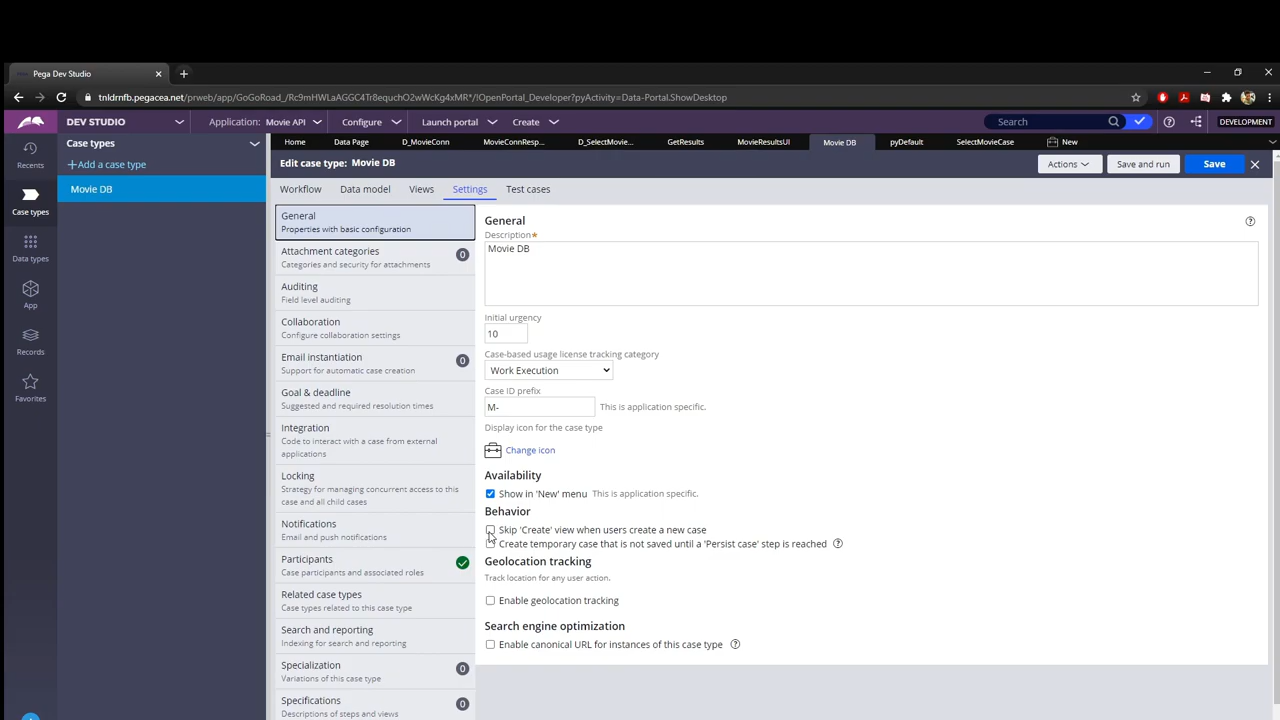 Pega Dev Studio
tnldrnfb.pegacea.net/prweb/app/GoGoRoad_/Rc9mHWLaAGGC4Tr8equchO2wWcKg4xMR*/!OpenPortal_Developer?pyActivity=Data-Portal.ShowDesktop
DEV STUDIO Application: Movie API Configure Launch portal Create Search DEVELOPMENT
Case types Home Data Page D_MovieConn MovieConnResp... D_SelectMovie... GetResults MovieResultsUI Movie DB pyDefault SelectMovieCase New
Recents
+Add a case type
Edit case type: Movie DB Actions Save and run Save
Movie DB
Workflow Data model Views Settings Test cases
Case types
Data types
App
Records
Favorites
General
Properties with basic configuration
Attachment categories 0
Categories and security for attachments
Auditing
Field level auditing
Collaboration
Configure collaboration settings
Email instantiation 0
Support for automatic case creation
Goal & deadline
Suggested and required resolution times
Integration
Code to interact with a case from external
applications
Locking
Strategy for managing concurrent access to this
case and all child cases
Notifications
Email and push notifications
Participants
Case participants and associated roles
Related case types
Case types related to this case type
Search and reporting
Indexing for search and reporting
Specialization 0
Variations of this case type
Specifications 0
Descriptions of steps and views
General
Description*
Movie DB
Initial urgency
10
Case-based usage license tracking category
Work Execution
Case ID prefix
M- This is application specific.
Display icon for the case type
Change icon
Availability
Show in 'New' menu This is application specific.
Behavior
Skip 'Create' view when users create a new case
Create temporary case that is not saved until a 'Persist case' step is reached
Geolocation tracking
Track location for any user action.
Enable geolocation tracking
Search engine optimization
Enable canonical URL for instances of this case type